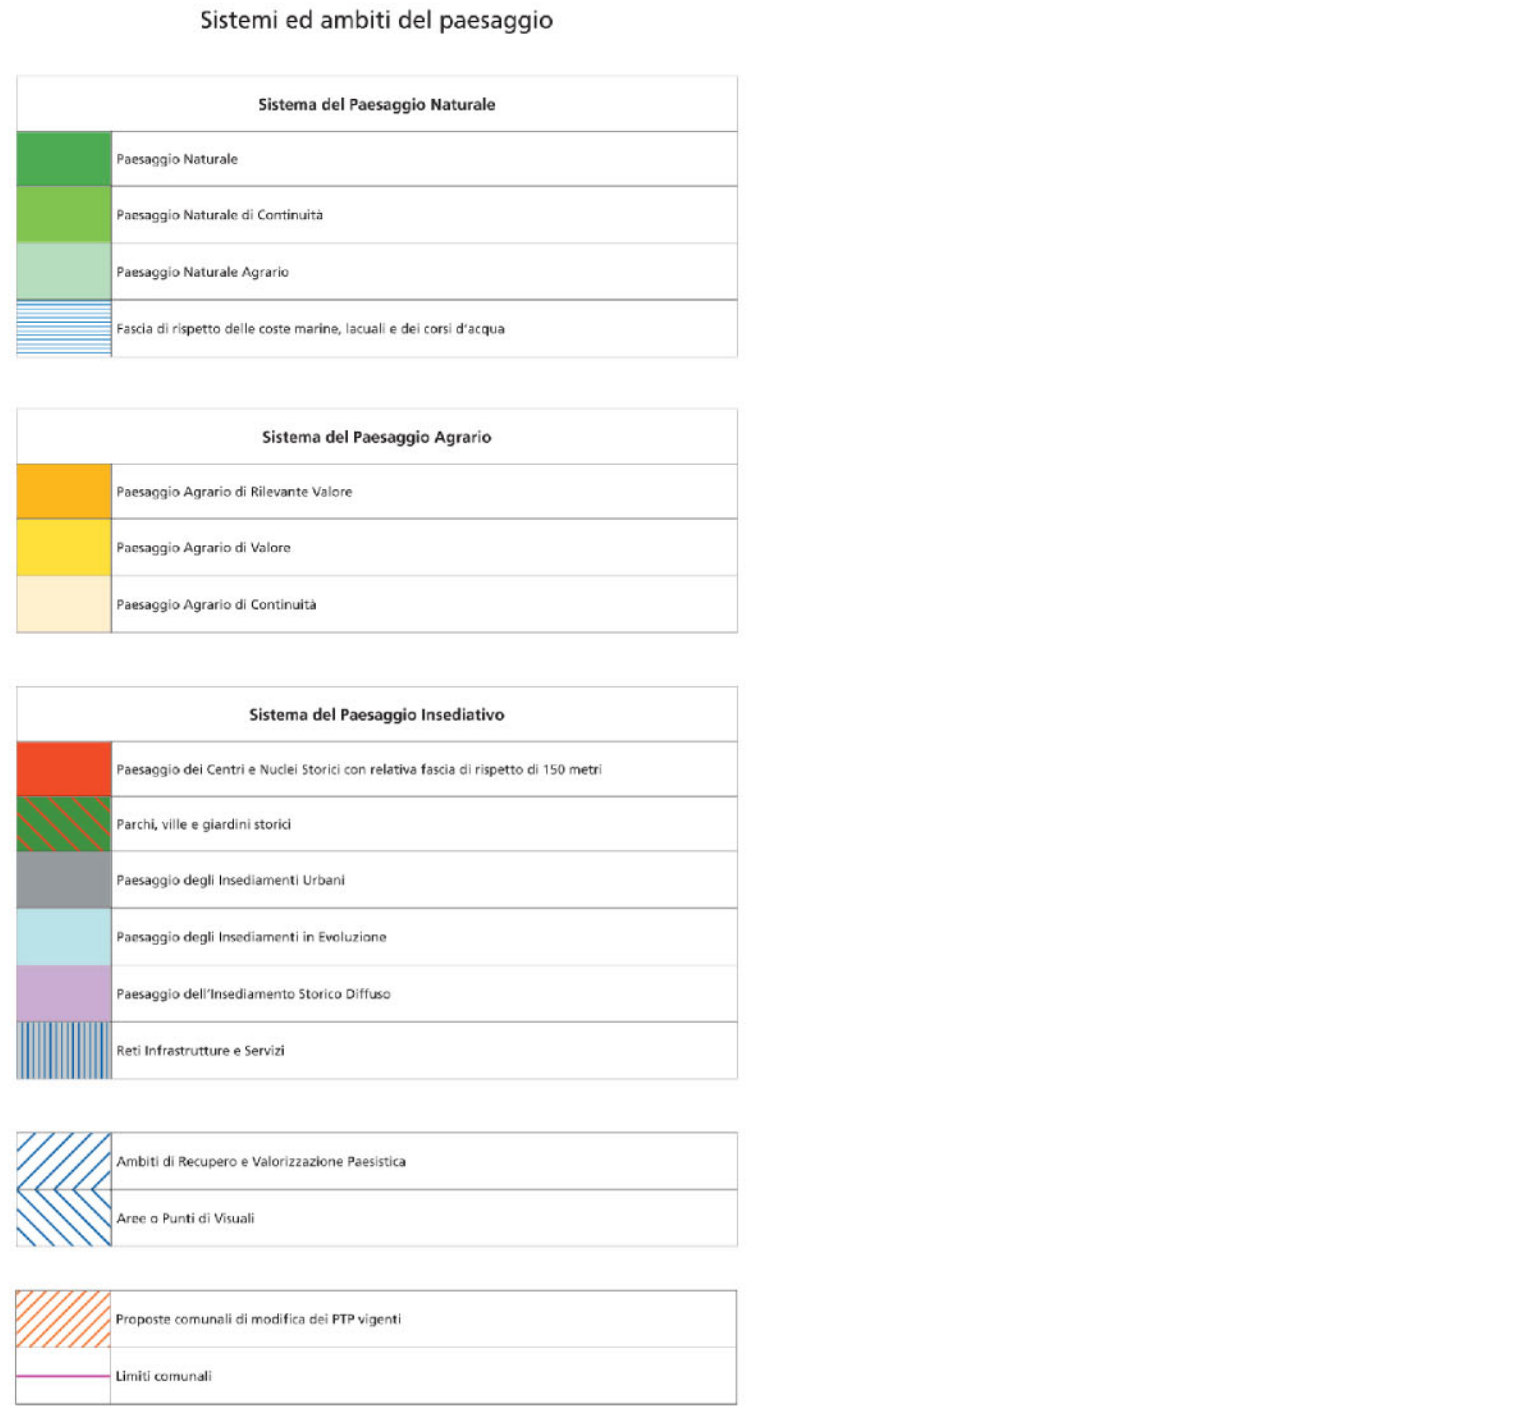 Sistemi ed ambiti del paesaggio
Sistema del Paesaggio Naturale
Paesaggio Naturale
Paesaggio Naturale di Continuità
Paesaggio Naturale Agrario
Fascia di rispetto delle coste marine, lacuali e dei corsi d'acqua
Sistema del Paesaggio Agrario
Paesaggio Agrario di Rilevante Valore
Paesaggio Agrario di Valore
Paesaggio Agrario di Continuità
Sistema del Paesaggio Insediativo
Paesaggio dei Centri e Nuclei Storici con relativa fascia di rispetto di 150 metri
Parchi, ville e giardini storici
Paesaggio degli Insediamenti Urbani
Paesaggio degli Insediamenti in Evoluzione
Paesaggio dell'Insediamento Storico Diffuso
Reti Infrastrutture e Servizi
Ambiti di Recupero e Valorizzazione Paesistica
Aree o Punti di Visuali
Proposte comunali di modifica dei PTP vigenti
Limiti comunali